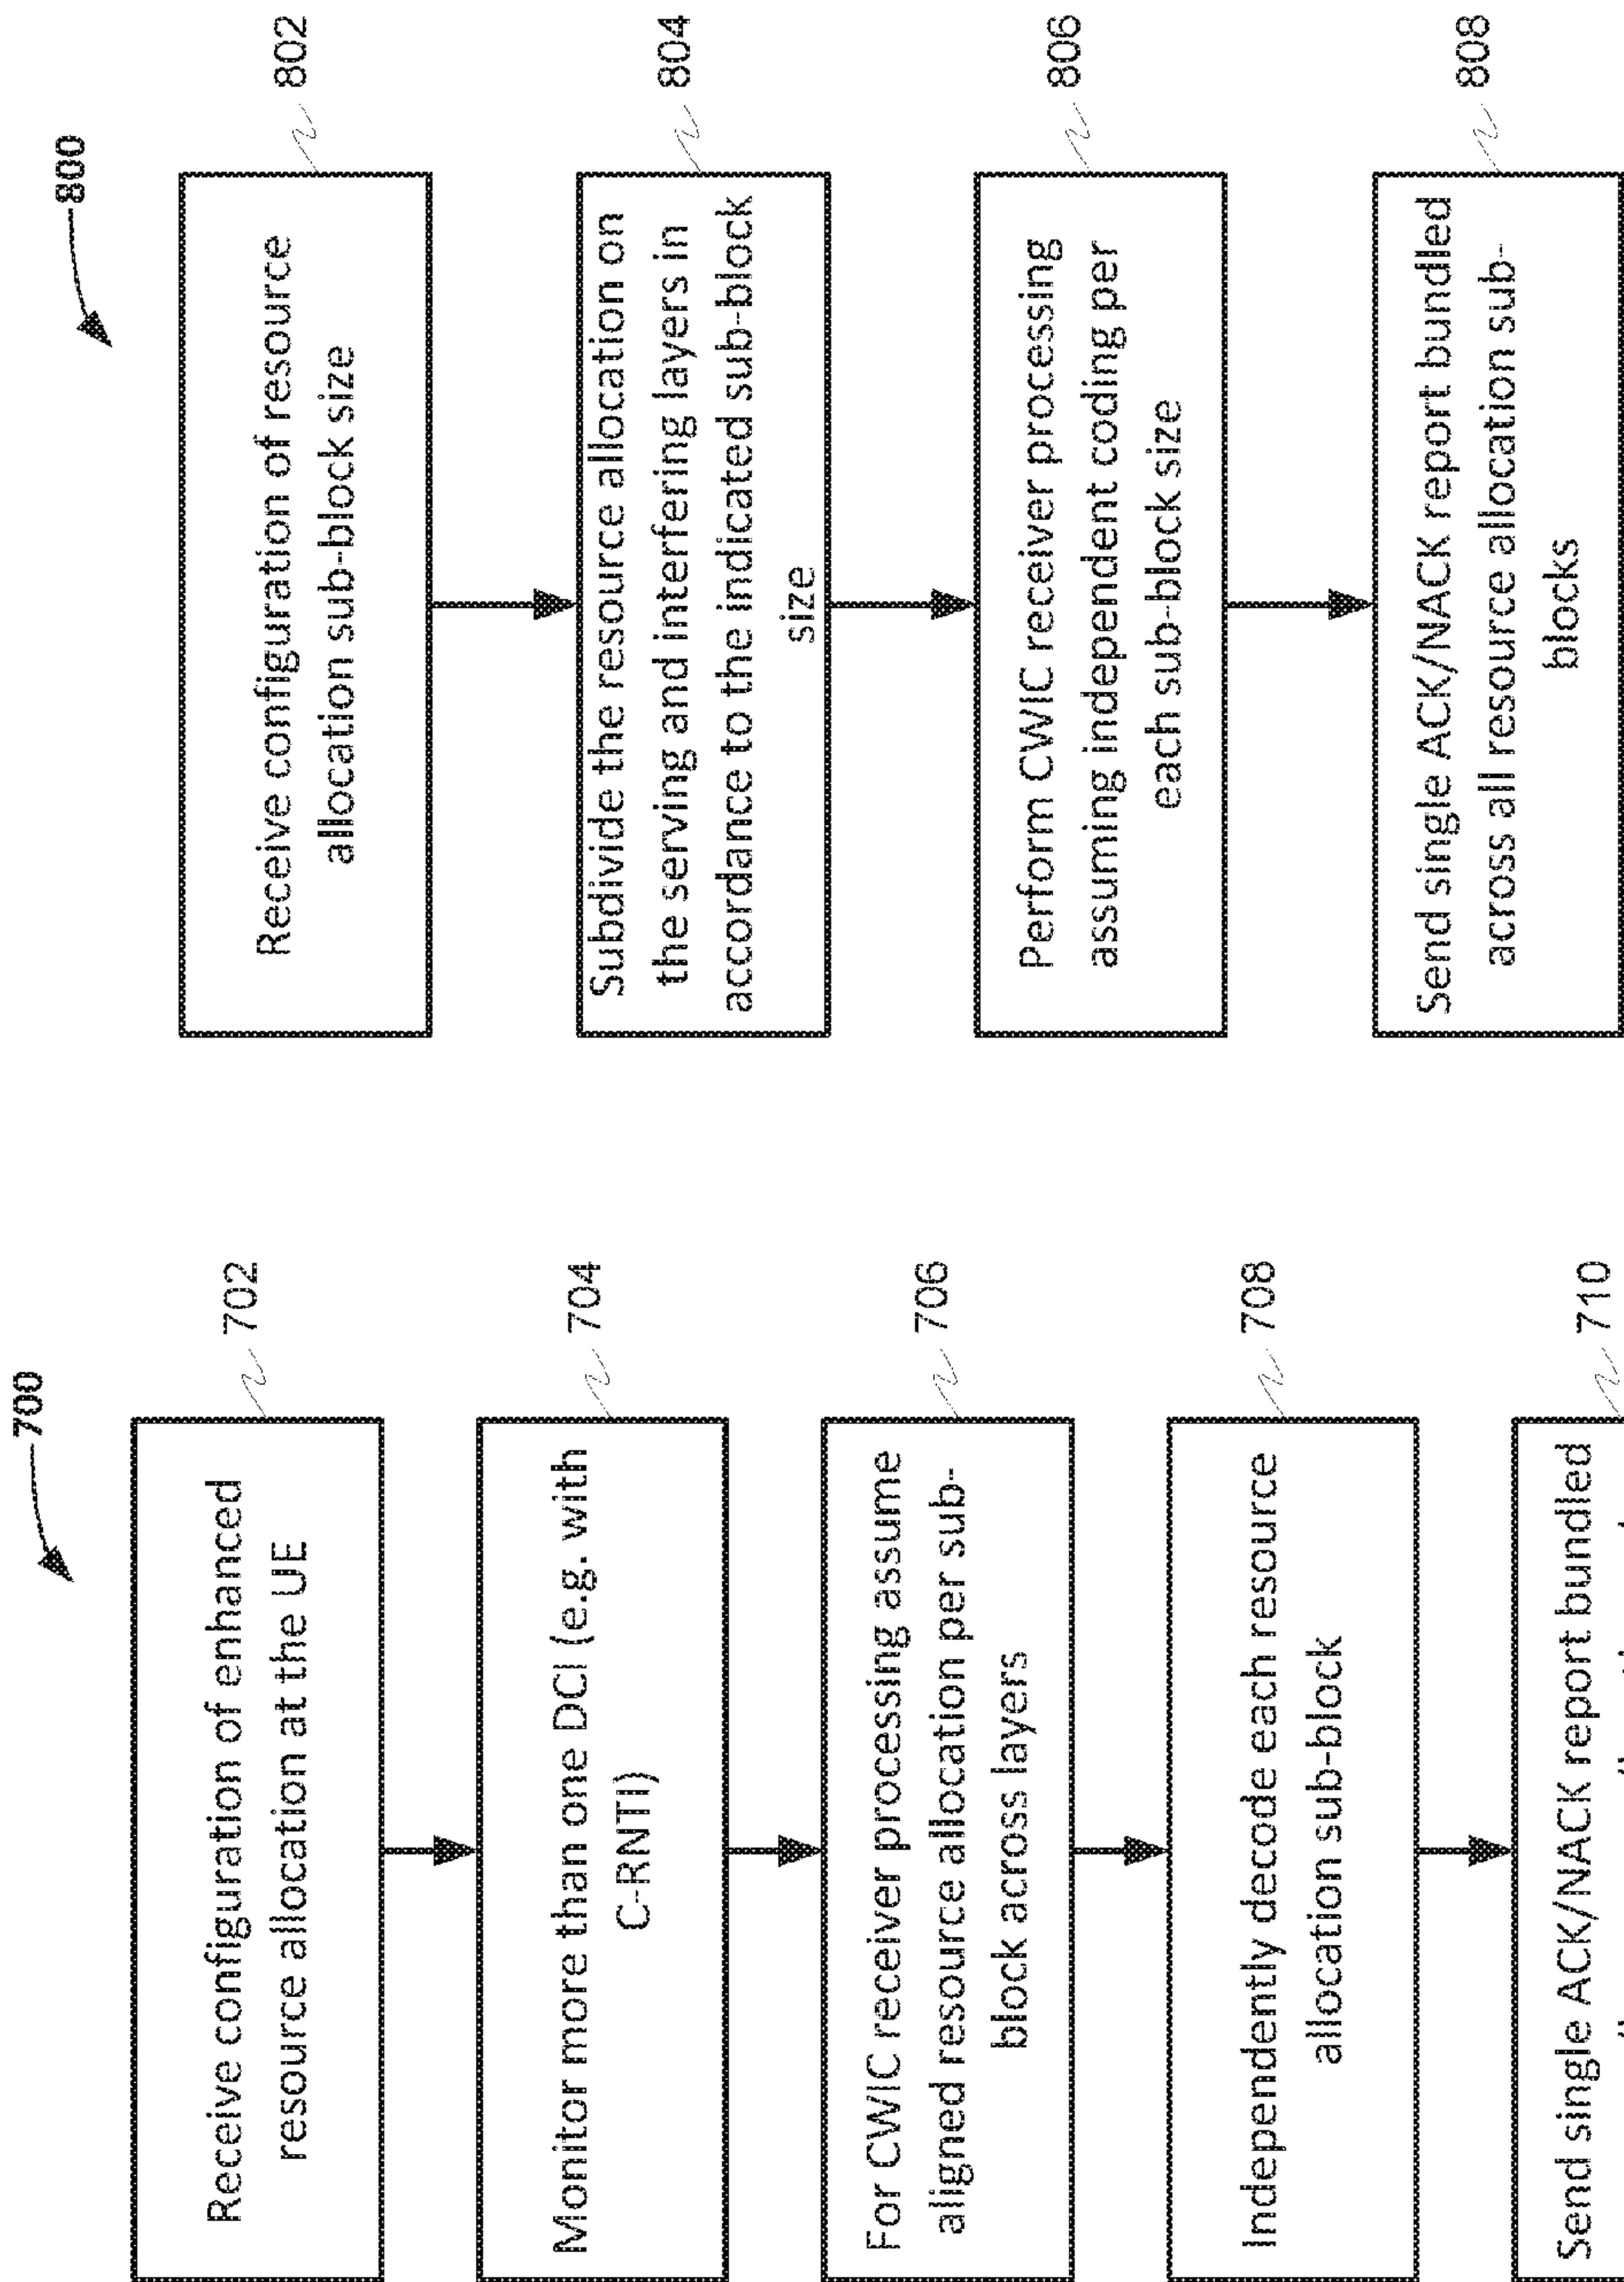 700
Receive configuration of enhanced
resource allocation at the UE
702
Monitor more than one DCI (e.g. with
C-RNTI)
704
For CWIC receiver processing assume
aligned resource allocation per sub-
block across layers
706
Independently decode each resource
allocation sub-block
708
Send single ACK/NACK report bundled
710
800
Receive configuration of resource
allocation sub-block size
802
Subdivide the resource allocation on
the serving and interfering layers in
accordance to the indicated sub-block
size
804
Perform CWIC receiver processing
assuming independent coding per
each sub-block size
806
Send single ACK/NACK report bundled
across all resource allocation sub-
blocks
808